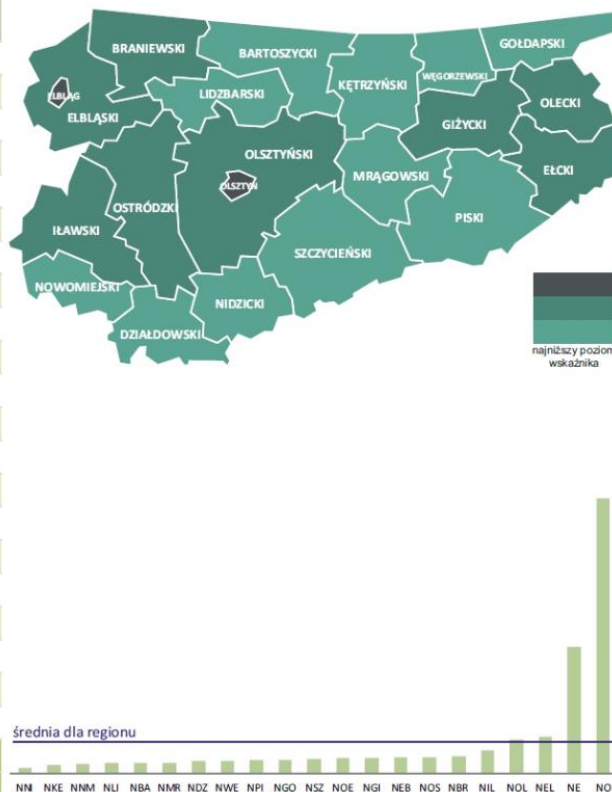 GOŁDAPSKI
BRANIEWSKI
BARTOSZYCKI
WĘGORZEWSKI
KĘTRZYŃSKI
ELBLĄG
LIDZBARSKI
OLECKI
ELBLĄSKI
GIŻYCKI
OLSZTYŃSKI
EŁCKI
MRĄGOWSKI
OLSZTYN
OSTRÓDZKI
PISKI
IŁAWSKI
SZCZYCIEŃSKI
NOWOMIEJSKI
NIDZICKI
DZIAŁDOWSKI
najniższy poziom
wskaźnika
średnia dla regionu
NNI NKE NNM NLI NBA NMR NDZ NWE NPI NGO NSZ NOE NGI NEB NOS NBR NIL NOL NEL NE NO